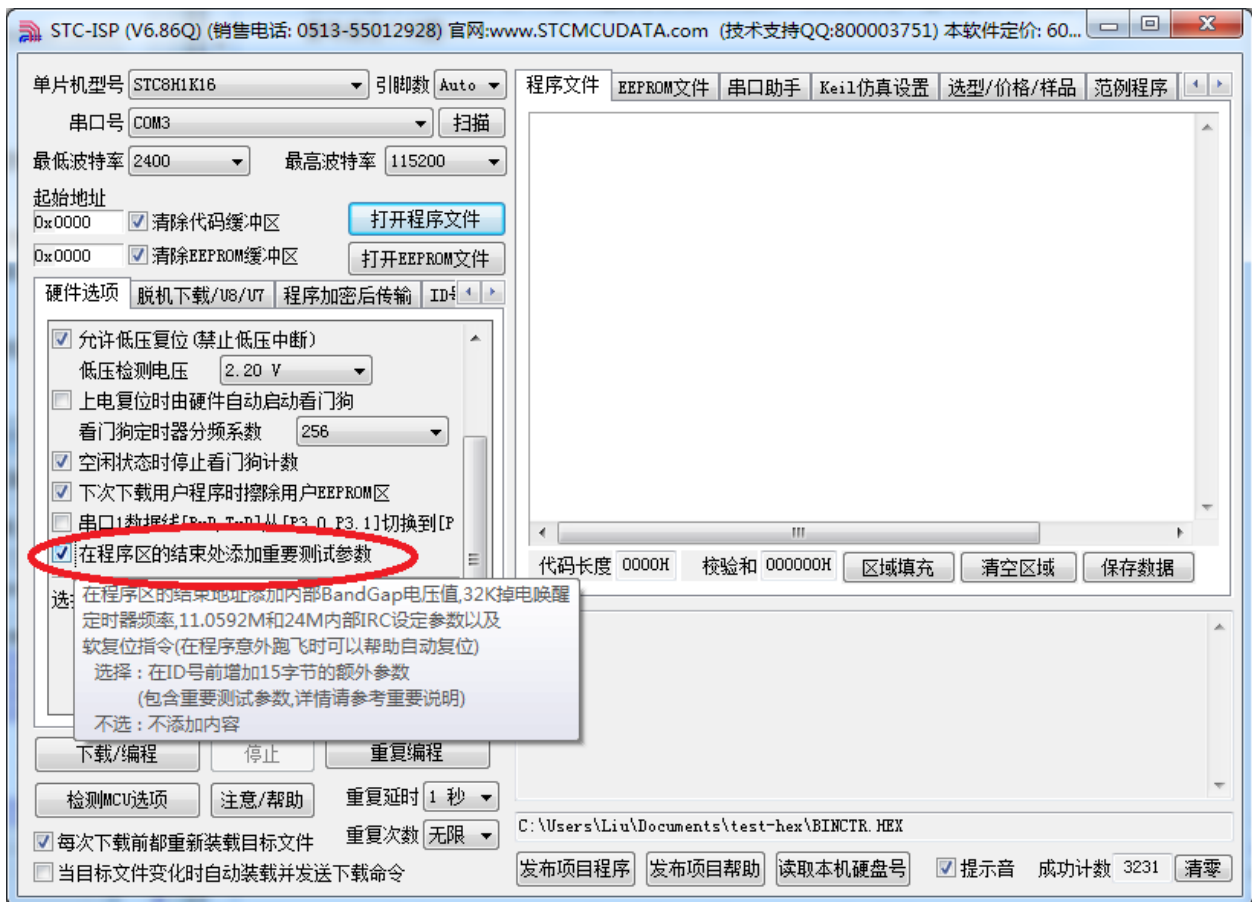 STC-ISP (V6.86Q) (销售电话: 0513-55012928) 官网:www.STCMCUDATA.com (技术支持QQ:800003751) 本软件定价: 60...
单片机型号 STC8H1K16 引脚数 Auto
串口号 COM3 扫描
最低波特率 2400 最高波特率 115200
起始地址
0x0000 清除代码缓冲区 打开程序文件
0x0000 清除EEPROM缓冲区 打开EEPROM文件
硬件选项 脱机下载/U8/U7 程序加密后传输
允许低压复位(禁止低压中断)
低压检测电压 2.20 V
上电复位时由硬件自动启动看门狗
看门狗定时器分频系数 256
空闲状态时停止看门狗计数
下次下载用户程序时擦除用户EEPROM区
串口1数据线[RxD,TxD]从[P3.0,P3.1]切换到[P
在程序区的结束处添加重要测试参数
在程序区的结束地址添加内部BandGap电压值,32K掉电唤醒
定时器频率,11.0592M和24M内部IRC设定参数以及
软复位指令(在程序意外跑飞时可以帮助自动复位)
选择：在ID号前增加15字节的额外参数
(包含重要测试参数,详情请参考重要说明)
不选：不添加内容
下载/编程 停止 重复编程
检测MCU选项 注意/帮助 重复延时 1 秒
每次下载前都重新装载目标文件 重复次数 无限
当目标文件变化时自动装载并发送下载命令
程序文件 EEPROM文件 串口助手 Keil仿真设置 选型/价格/样品 范例程序
代码长度 0000H 校验和 000000H 区域填充 清空区域 保存数据
C:\Users\Liu\Documents\test-hex\BINCTR.HEX
发布项目程序 发布项目帮助 读取本机硬盘号 提示音 成功计数 3231 清零